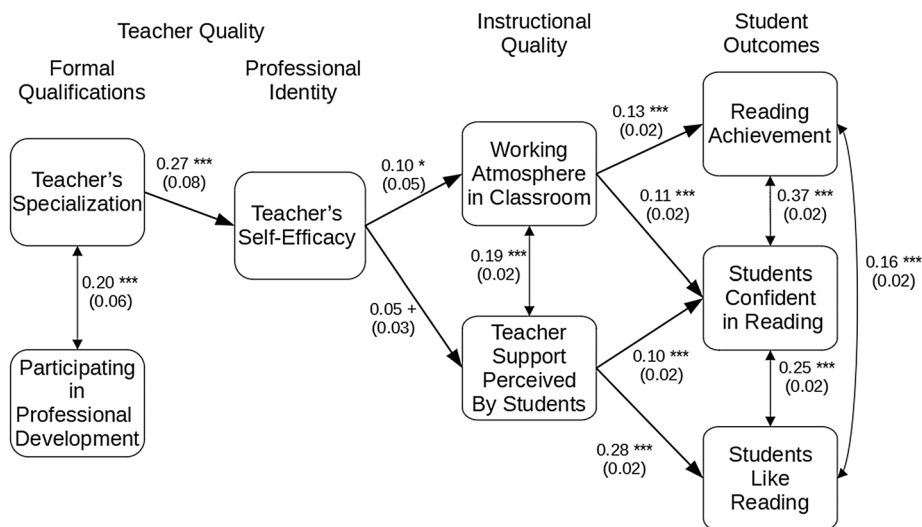 Teacher Quality
Formal
Qualifications
Professional
Identity
Instructional
Quality
Student
Outcomes
Teacher's
Specialization
0.27 ***
(0.08)
Teacher's
Self-Efficacy
0.20 ***
(0.06)
Participating
in
Professional
Development
0.10 *
(0.05)
0.05 +
(0.03)
Working
Atmosphere
in Classroom
0.19 ***
(0.02)
Teacher
Support
Perceived
By Students
0.13 ***
(0.02)
0.11 ***
(0.02)
0.10 ***
(0.02)
0.28 ***
(0.02)
Reading
Achievement
0.37 ***
(0.02)
Students
Confident
in Reading
0.25 ***
(0.02)
Students
Like
Reading
0.16 ***
(0.02)